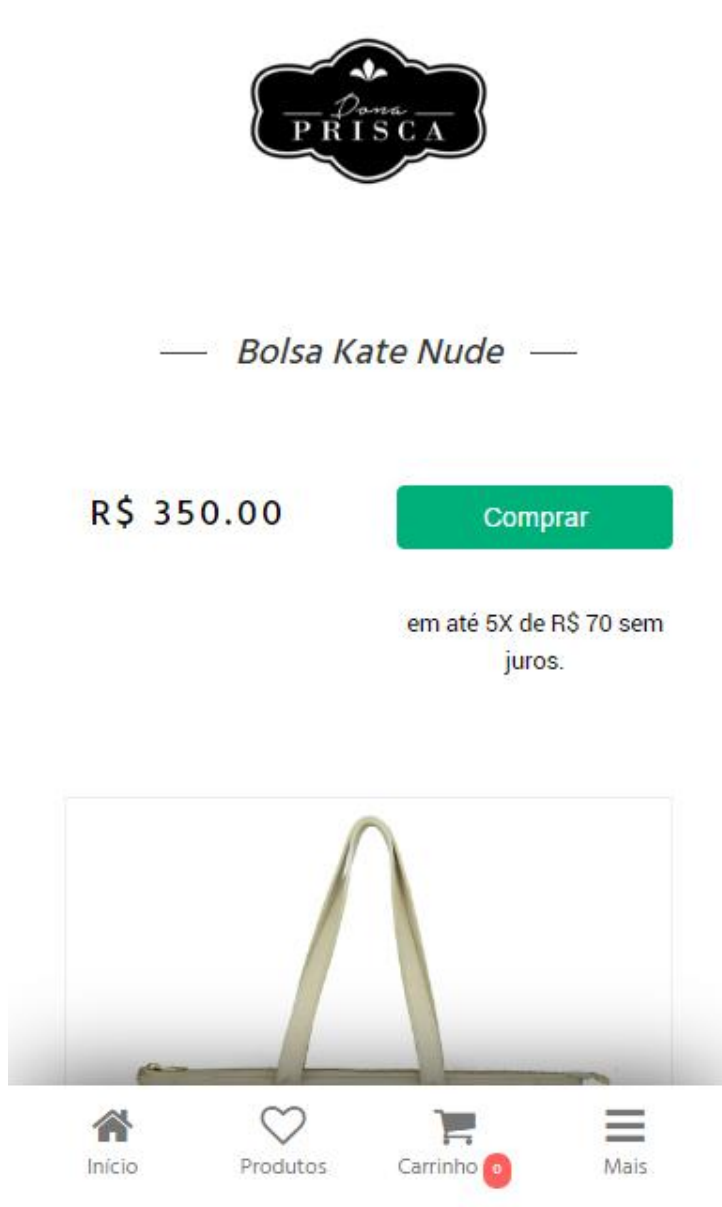 Dona
PRISCA
Bolsa Kate Nude
R$ 350.00
Comprar
em até 5X de R$ 70 sem
juros.
Início
Produtos
Carrinho 0
Mais